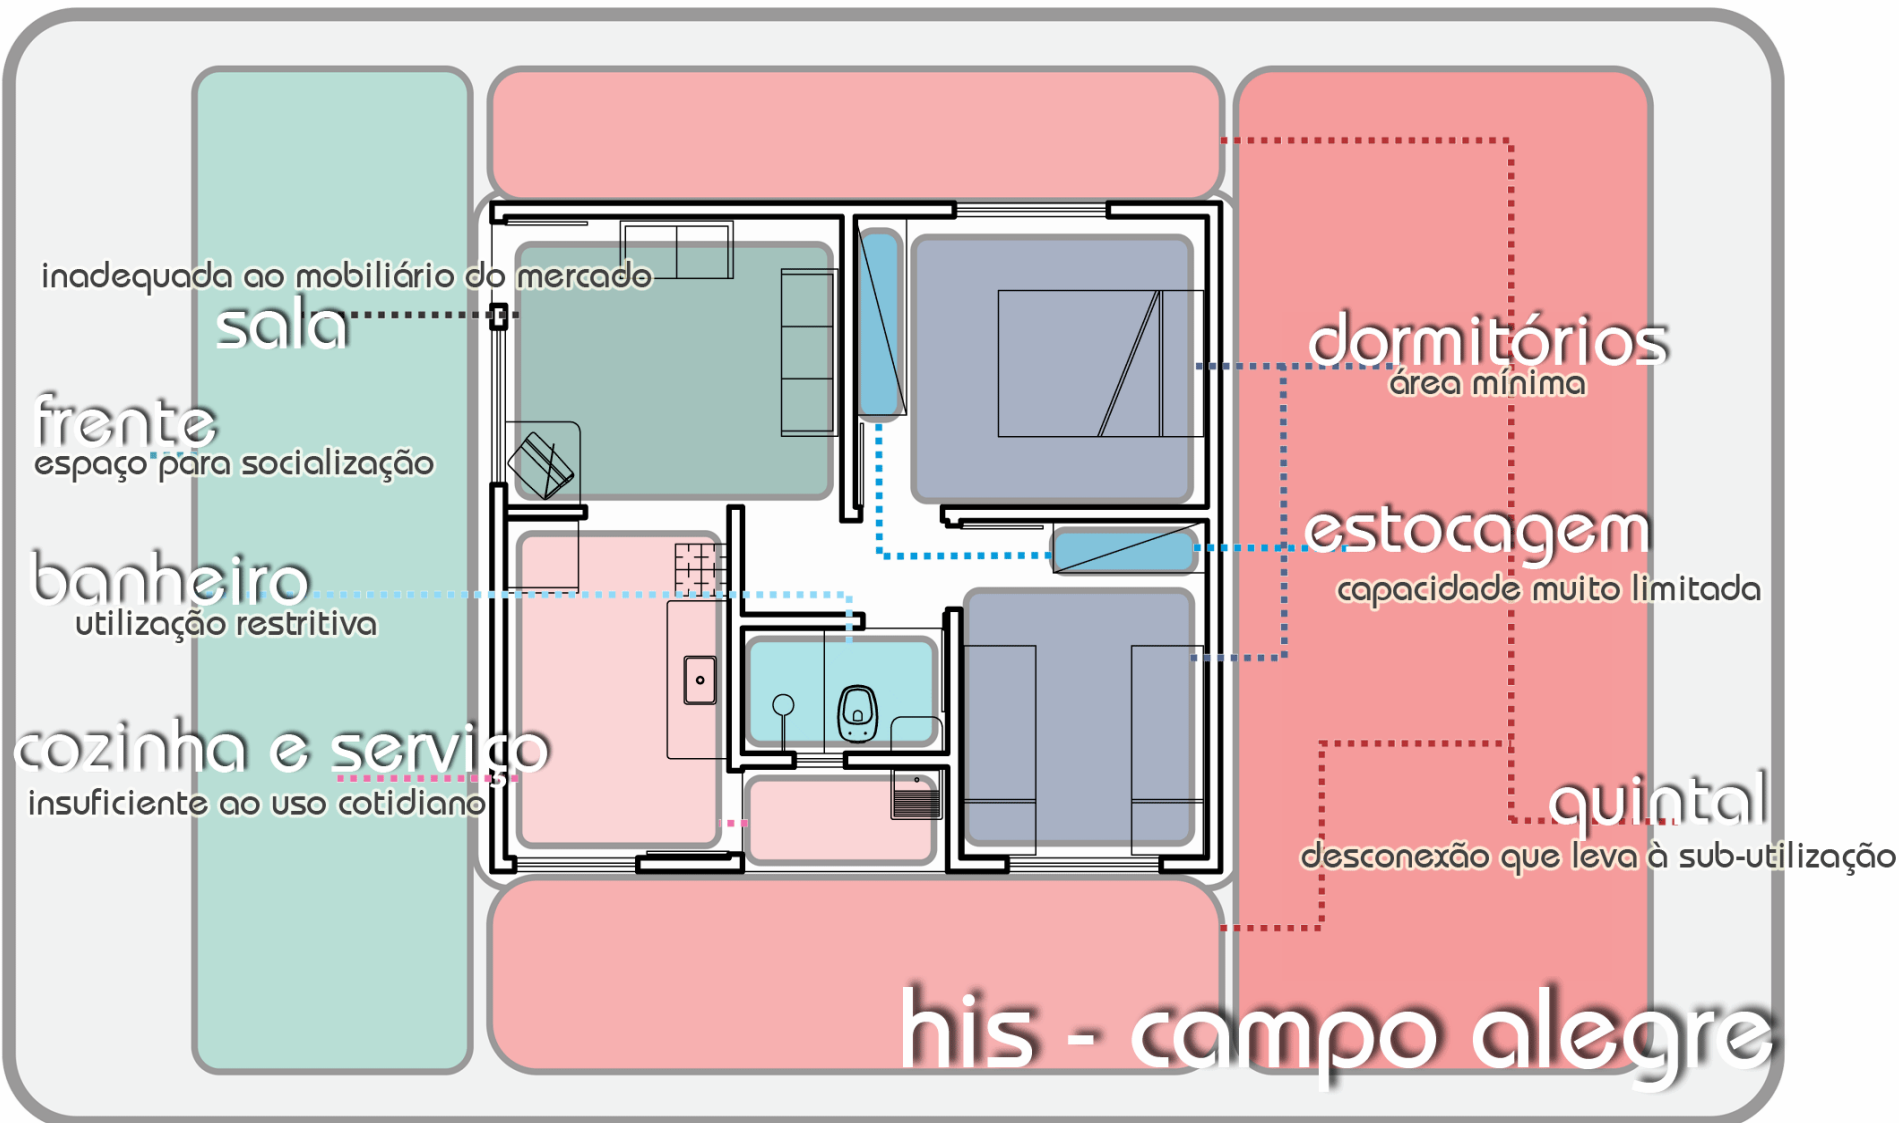 inadequada ao mobiliário do mercado
sala
frente
espaço para socialização
banheiro
utilização restritiva
cozinha e serviço
insuficiente ao uso cotidiano
dormitórios
área mínima
estocagem
capacidade muito limitada
quintal
desconexão que leva à sub-utilização
his - campo alegre